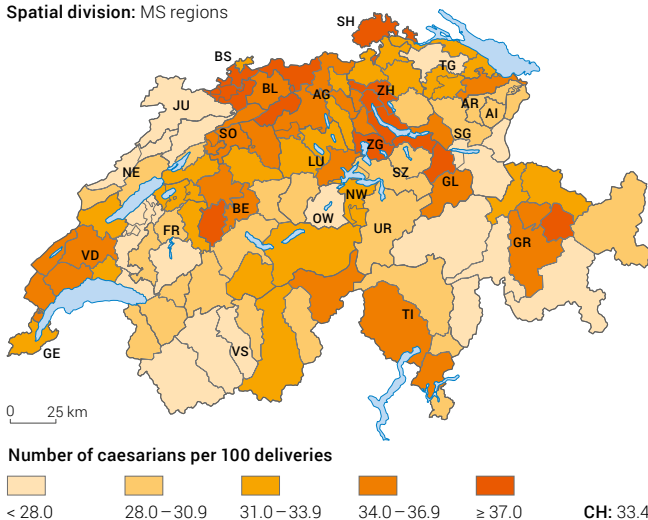 Spatial division: MS regions
SH
BS
TG
BL
JU
AG
ZH
AR
AI
SO
SG
ZG
LU
NE
SZ
GL
NW
BE
OW
FR
UR
GR
VD
TI
VS
GE
0 25 km
Number of caesarians per 100 deliveries
< 28.0 28.0 – 30.9 31.0 – 33.9 34.0 – 36.9 ≥ 37.0 CH: 33.4